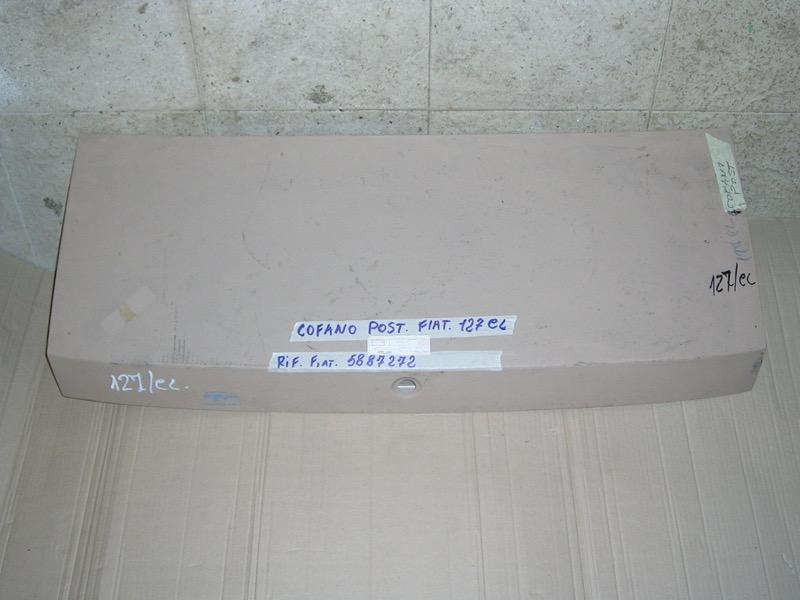 COFANO POST. FIAT. 127 CL
RIF. FIAT. 5887272
127/CL.
127/CL